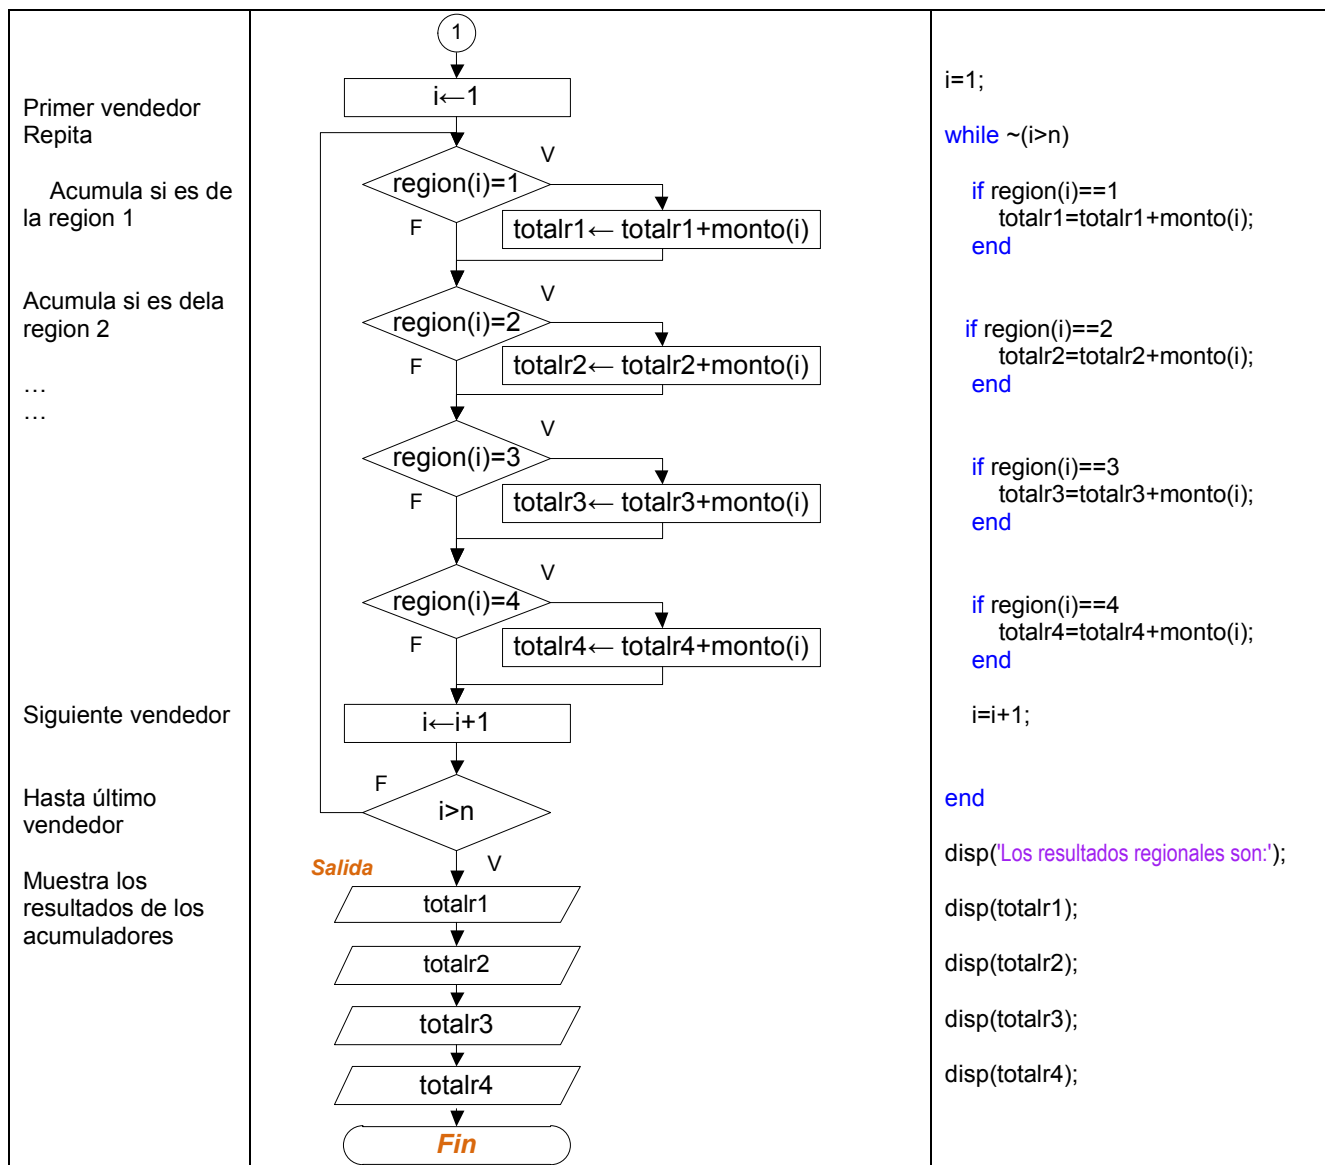 Primer vendedor
Repita
Acumula si es de
la region 1
Acumula si es dela
region 2
…
…
Siguiente vendedor
Hasta último
vendedor
Muestra los
resultados de los
acumuladores
1
i←1
region(i)=1
V
F
totalr1← totalr1+monto(i)
region(i)=2
V
F
totalr2← totalr2+monto(i)
region(i)=3
V
F
totalr3← totalr3+monto(i)
region(i)=4
V
F
totalr4← totalr4+monto(i)
i←i+1
F
i>n
V
Salida
totalr1
totalr2
totalr3
totalr4
Fin
i=1;
while ~(i>n)
if region(i)==1
totalr1=totalr1+monto(i);
end
if region(i)==2
totalr2=totalr2+monto(i);
end
if region(i)==3
totalr3=totalr3+monto(i);
end
if region(i)==4
totalr4=totalr4+monto(i);
end
i=i+1;
end
disp('Los resultados regionales son:');
disp(totalr1);
disp(totalr2);
disp(totalr3);
disp(totalr4);